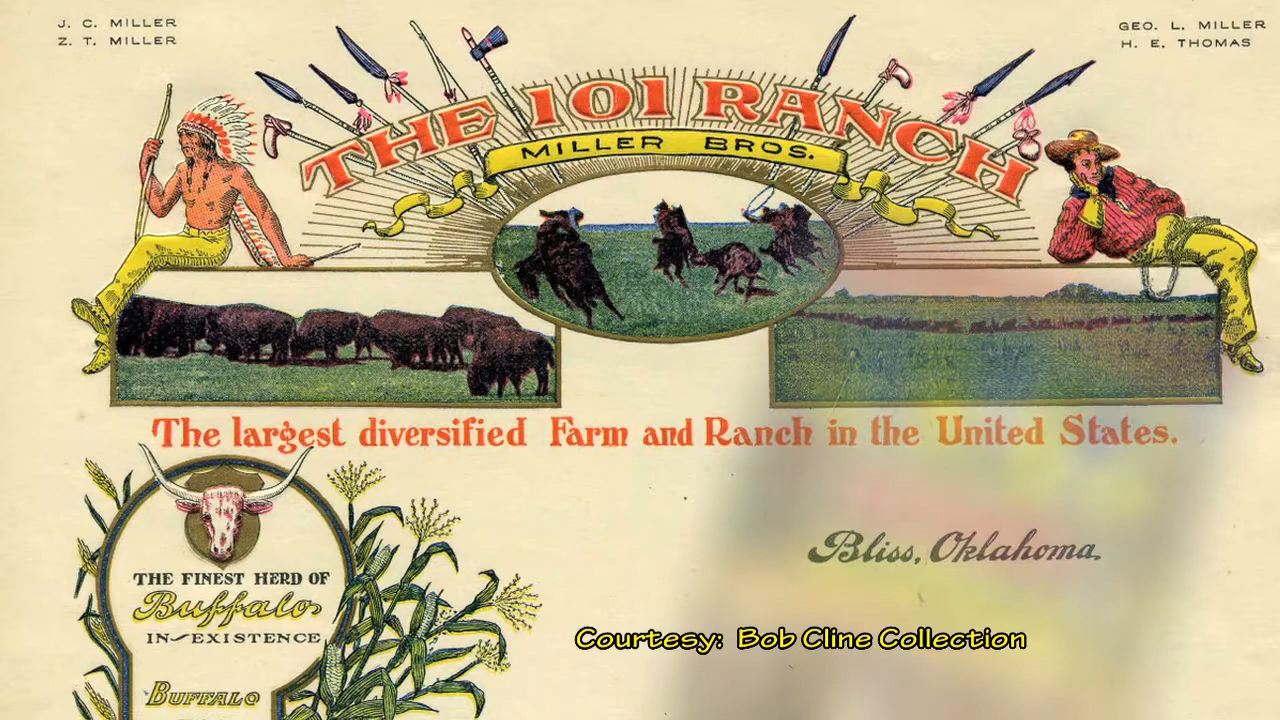 J. C. MILLER
Z. T. MILLER
GEO. L. MILLER
H. E. THOMAS
THE 101 RANCH
MILLER BROS.
The largest diversified Farm and Ranch in the United States.
Bliss, Oklahoma.
THE FINEST HERD OF
Buffalo
IN EXISTENCE
BUFFALO
Courtesy: Bob Cline Collection